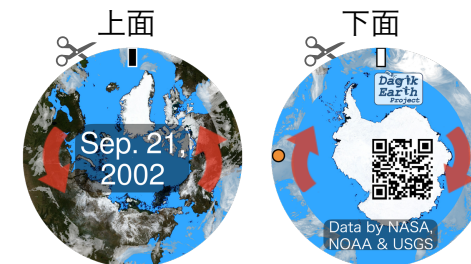 上面
下面
Sep. 21,
2002
Dagik
Earth
Project
Data by NASA,
NOAA & USGS